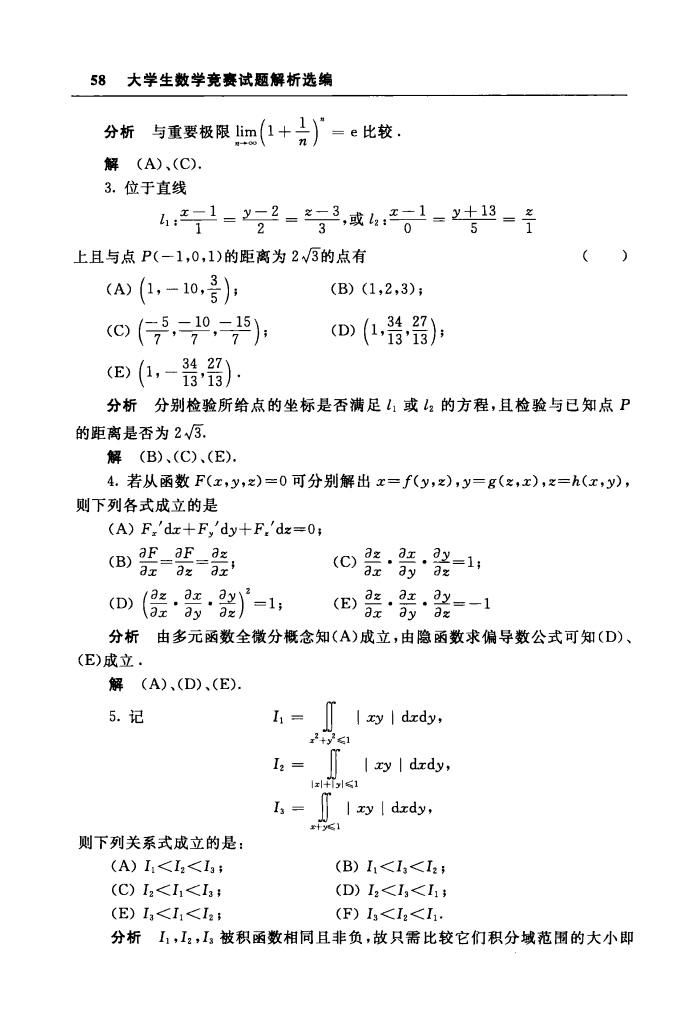 58 大学生数学竞赛试题解析选编
分析 与重要极限 $\lim_{n\to\infty}\left(1+\frac{1}{n}\right)^n=e$ 比较.
解 (A)、(C).
3. 位于直线
$l_1:\frac{x-1}{1}=\frac{y-2}{2}=\frac{z-3}{3}$,或 $l_2:\frac{x-1}{0}=\frac{y+13}{5}=\frac{z}{1}$
上且与点 P(-1,0,1)的距离为 $2\sqrt{3}$的点有 ( )
(A) $\left(1,-10,\frac{3}{5}\right)$; (B) (1,2,3);
(C) $\left(\frac{-5}{7},\frac{-10}{7},\frac{-15}{7}\right)$; (D) $\left(1,\frac{34}{13},\frac{27}{13}\right)$;
(E) $\left(1,-\frac{34}{13},\frac{27}{13}\right)$.
分析 分别检验所给点的坐标是否满足 $l_1$ 或 $l_2$ 的方程,且检验与已知点 P
的距离是否为 $2\sqrt{3}$.
解 (B)、(C)、(E).
4. 若从函数 F(x,y,z)=0 可分别解出 x=f(y,z),y=g(z,x),z=h(x,y),
则下列各式成立的是
(A) $F_x'dx+F_y'dy+F_z'dz=0$;
(B) $\frac{\partial F}{\partial x}=\frac{\partial F}{\partial z}=\frac{\partial z}{\partial x}$; (C) $\frac{\partial z}{\partial x}\cdot\frac{\partial x}{\partial y}\cdot\frac{\partial y}{\partial z}=1$;
(D) $\left(\frac{\partial z}{\partial x}\cdot\frac{\partial x}{\partial y}\cdot\frac{\partial y}{\partial z}\right)^2=1$; (E) $\frac{\partial z}{\partial x}\cdot\frac{\partial x}{\partial y}\cdot\frac{\partial y}{\partial z}=-1$
分析 由多元函数全微分概念知(A)成立,由隐函数求偏导数公式可知(D)、
(E)成立.
解 (A)、(D)、(E).
5. 记 $I_1=\iint_{x^2+y^2\leqslant 1}|xy|dxdy$,
$I_2=\iint_{|x|+|y|\leqslant 1}|xy|dxdy$,
$I_3=\iint_{x+y\leqslant 1}|xy|dxdy$,
则下列关系式成立的是:
(A) $I_1<I_2<I_3$; (B) $I_1<I_3<I_2$;
(C) $I_2<I_1<I_3$; (D) $I_2<I_3<I_1$;
(E) $I_3<I_1<I_2$; (F) $I_3<I_2<I_1$.
分析 $I_1,I_2,I_3$ 被积函数相同且非负,故只需比较它们积分域范围的大小即